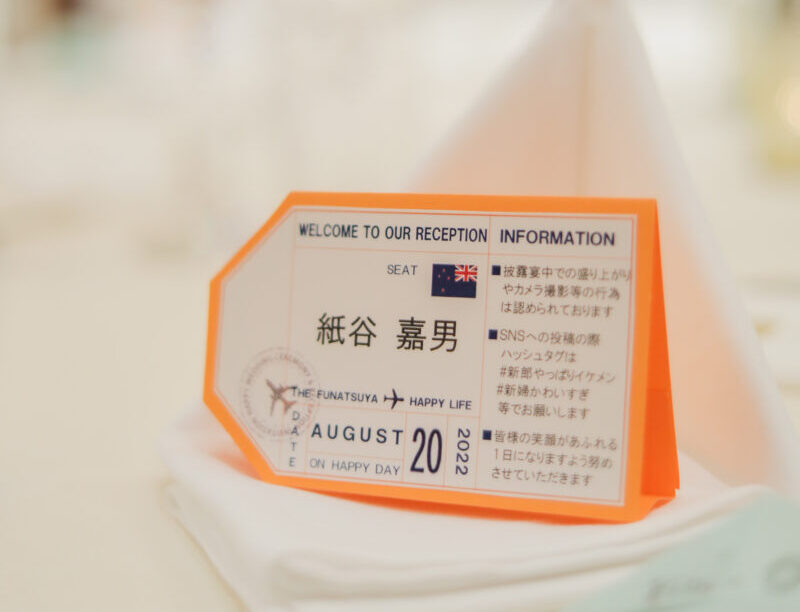 WELCOME TO OUR RECEPTION
SEAT
紙谷 嘉男
THE FUNATSUYA HAPPY LIFE
DATE
AUGUST 20 2022
ON HAPPY DAY
INFORMATION
■披露宴中での盛り上がり
やカメラ撮影等の行為
は認められております
■SNSへの投稿の際
ハッシュタグは
#新郎やっぱりイケメン
#新婦かわいすぎ
等でお願いします
■皆様の笑顔があふれる
1日になりますよう努め
させていただきます